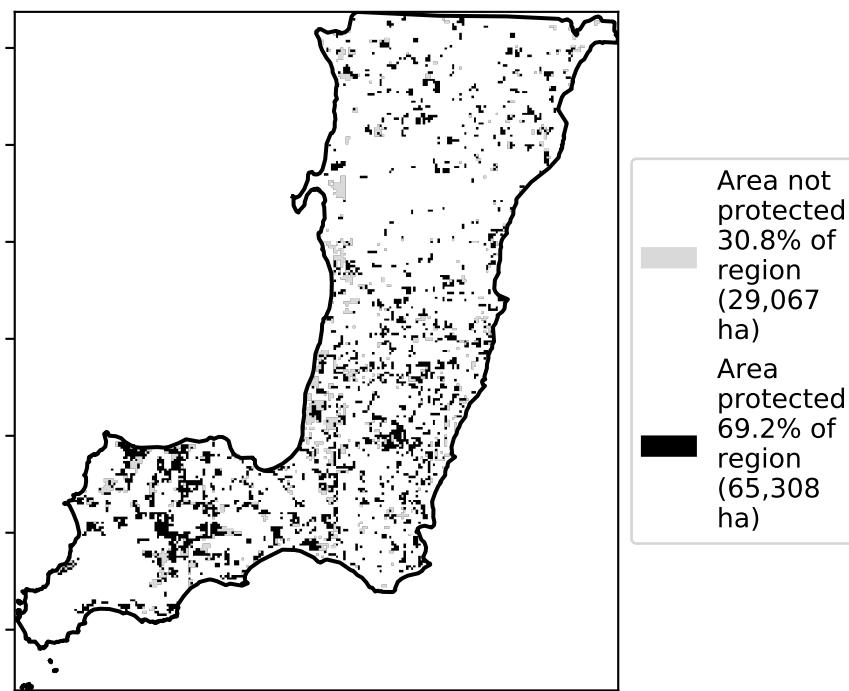 Area not
protected
30.8% of
region
(29,067
ha)
Area
protected
69.2% of
region
(65,308
ha)